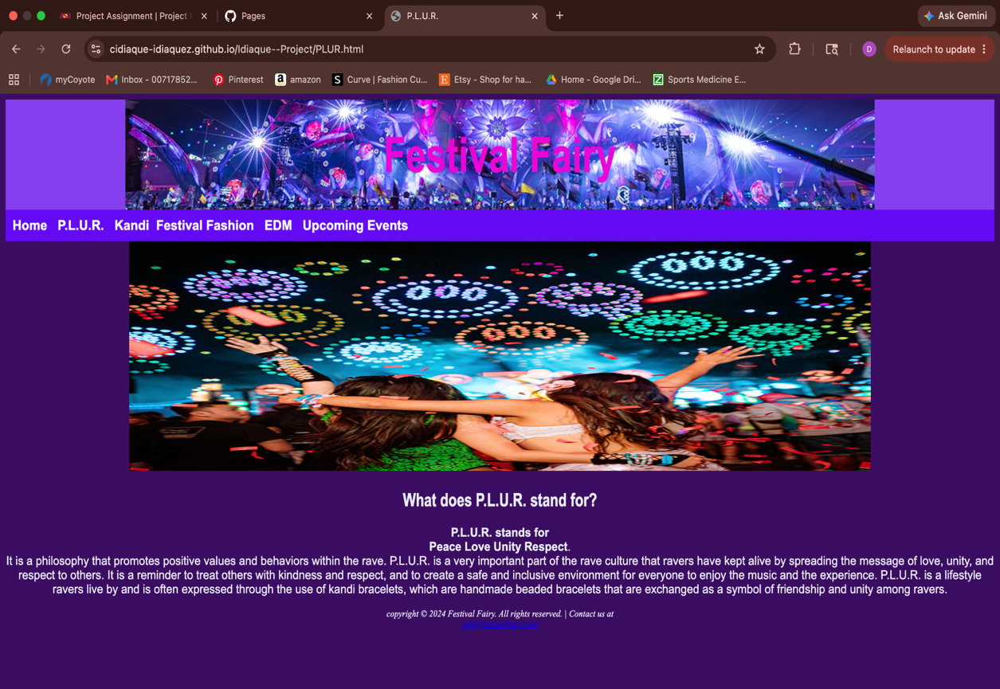 Project Assignment | Project
Pages
P.L.U.R.
Ask Gemini
cidiaque-idiaquez.github.io/Idiaque--Project/PLUR.html
D
Relaunch to update
myCoyote
Inbox - 00717852...
Pinterest
amazon
Curve | Fashion Cu...
Etsy - Shop for ha...
Home - Google Dri...
Sports Medicine E...
Festival Fairy
Home P.L.U.R. Kandi Festival Fashion EDM Upcoming Events
What does P.L.U.R. stand for?
P.L.U.R. stands for
Peace Love Unity Respect.
It is a philosophy that promotes positive values and behaviors within the rave. P.L.U.R. is a very important part of the rave culture that ravers have kept alive by spreading the message of love, unity, and
respect to others. It is a reminder to treat others with kindness and respect, and to create a safe and inclusive environment for everyone to enjoy the music and the experience. P.L.U.R. is a lifestyle
ravers live by and is often expressed through the use of kandi bracelets, which are handmade beaded bracelets that are exchanged as a symbol of friendship and unity among ravers.
copyright © 2024 Festival Fairy. All rights reserved. | Contact us at